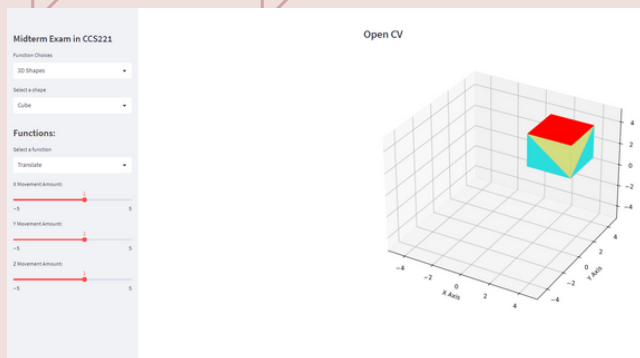 Midterm Exam in CCS221
Function Choices
3D Shapes
Select a shape
Cube
Functions:
Select a function
Translate
X Movement Amount:
1
-5 5
Y Movement Amount:
1
-5 5
Z Movement Amount:
1
-5 5
Open CV
4
2
0
-2
-4
-4 -2 0 2 4
X Axis
-4 -2 0 2 4
Y Axis